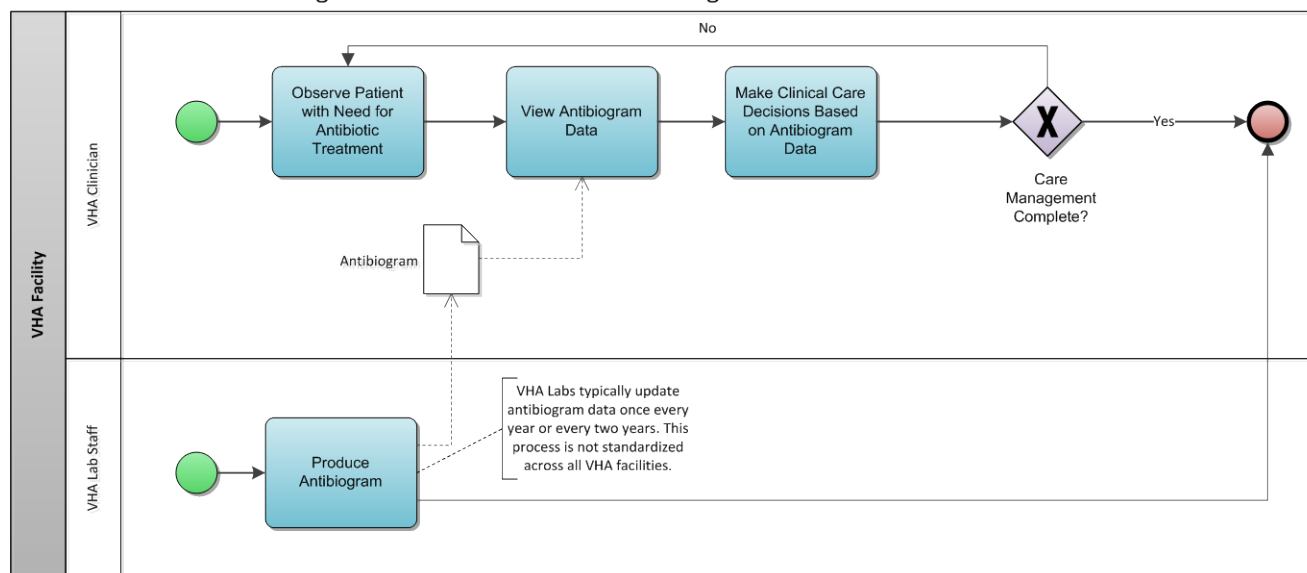 No
Observe Patient
with Need for
Antibiotic
Treatment
View Antibiogram
Data
Make Clinical Care
Decisions Based
on Antibiogram
Data
X
Yes
Care
Management
Complete?
VHA Clinician
Antibiogram
VHA Facility
VHA Labs typically update
antibiogram data once every
year or every two years. This
process is not standardized
across all VHA facilities.
Produce
Antibiogram
VHA Lab Staff